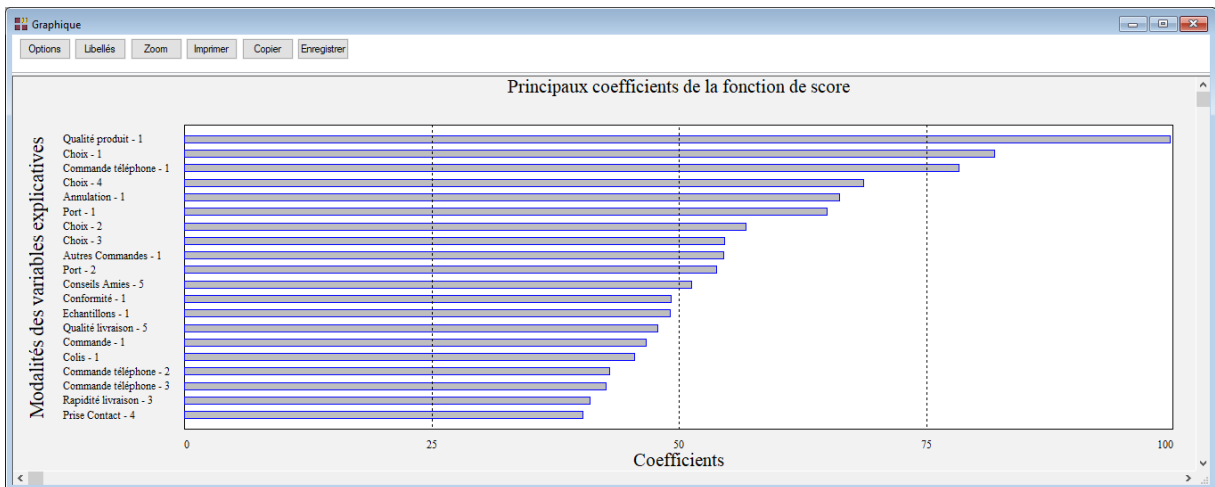 Graphique
Options Libellés Zoom Imprimer Copier Enregistrer
Principaux coefficients de la fonction de score
Modalités des variables explicatives
Qualité produit - 1
Choix - 1
Commande téléphone - 1
Choix - 4
Annulation - 1
Port - 1
Choix - 2
Choix - 3
Autres Commandes - 1
Port - 2
Conseils Amies - 5
Conformité - 1
Echantillons - 1
Qualité livraison - 5
Commande - 1
Colis - 1
Commande téléphone - 2
Commande téléphone - 3
Rapidité livraison - 3
Prise Contact - 4
0 25 50 75 100
Coefficients